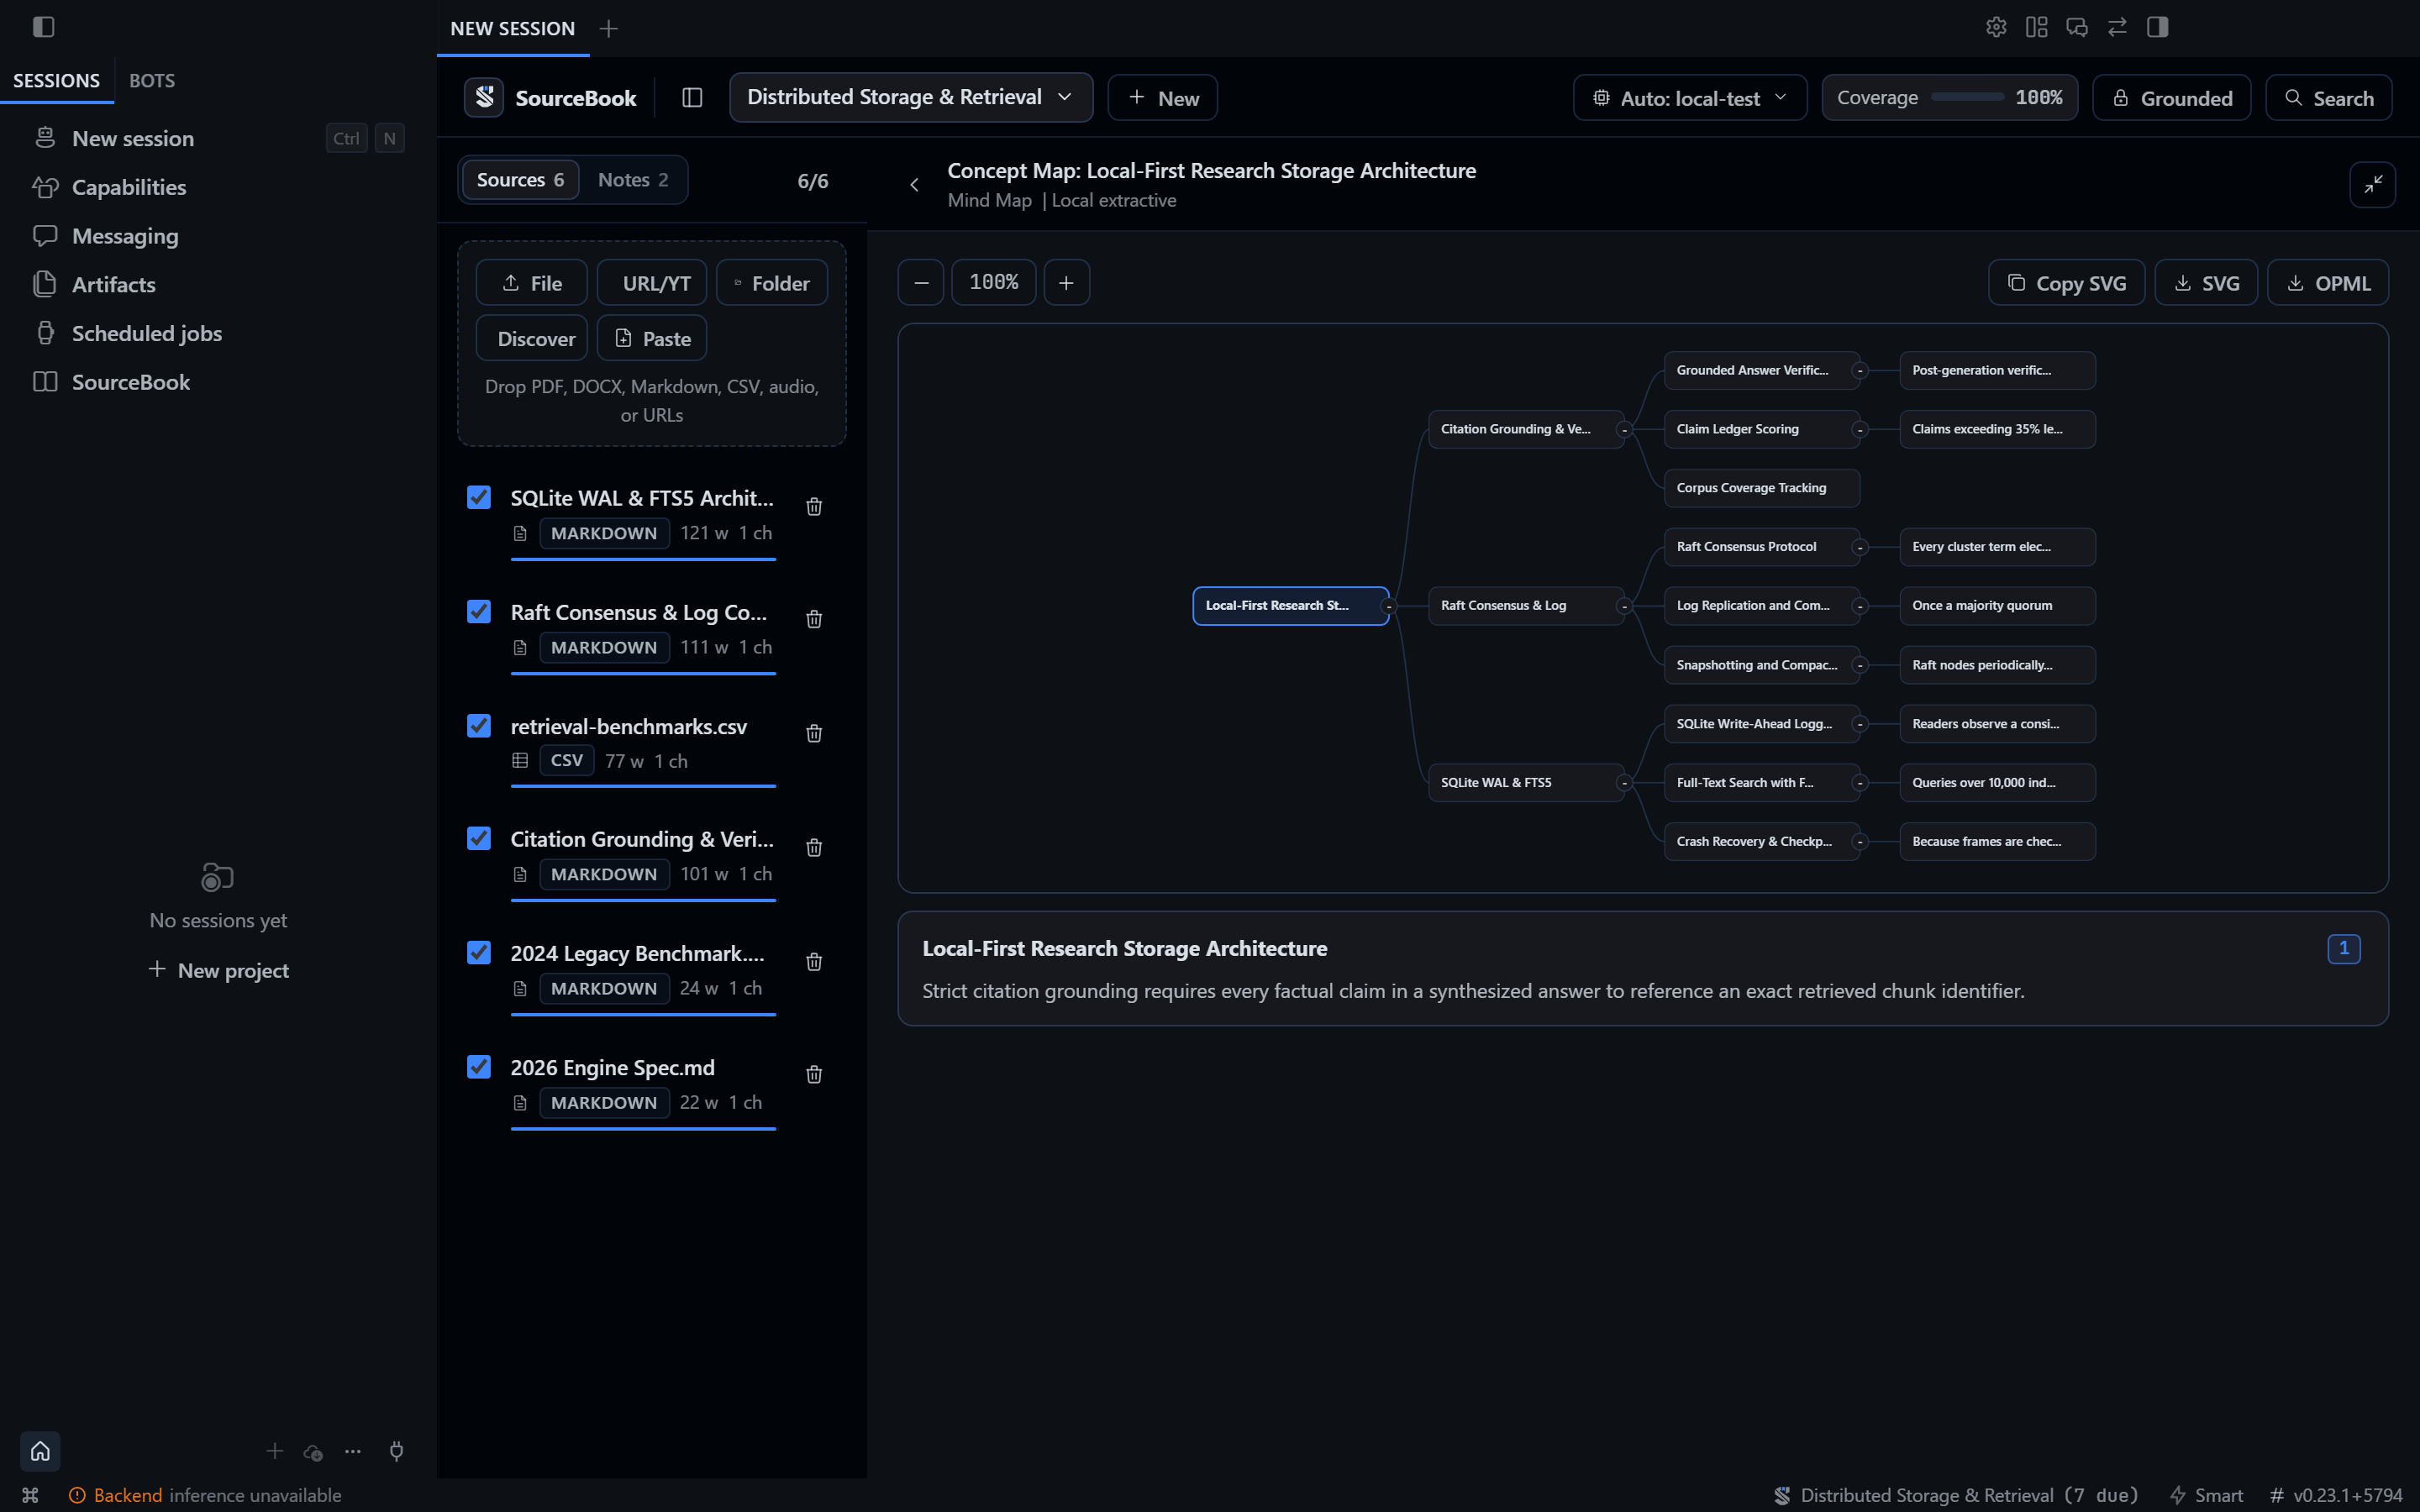 NEW SESSION
SESSIONS BOTS
New session Ctrl N
Capabilities
Messaging
Artifacts
Scheduled jobs
SourceBook
No sessions yet
New project
Backend inference unavailable
SourceBook
Distributed Storage & Retrieval
New
Auto: local-test
Coverage 100%
Grounded
Search
Sources 6 Notes 2 6/6
File URL/YT Folder
Discover Paste
Drop PDF, DOCX, Markdown, CSV, audio,
or URLs
SQLite WAL & FTS5 Archit...
MARKDOWN 121 w 1 ch
Raft Consensus & Log Co...
MARKDOWN 111 w 1 ch
retrieval-benchmarks.csv
CSV 77 w 1 ch
Citation Grounding & Veri...
MARKDOWN 101 w 1 ch
2024 Legacy Benchmark....
MARKDOWN 24 w 1 ch
2026 Engine Spec.md
MARKDOWN 22 w 1 ch
Concept Map: Local-First Research Storage Architecture
Mind Map | Local extractive
100%
Copy SVG SVG OPML
Local-First Research St...
Citation Grounding & Ve...
Grounded Answer Verific...
Post-generation verific...
Claim Ledger Scoring
Claims exceeding 35% le...
Corpus Coverage Tracking
Raft Consensus & Log
Raft Consensus Protocol
Every cluster term elec...
Log Replication and Com...
Once a majority quorum
Snapshotting and Compac...
Raft nodes periodically...
SQLite WAL & FTS5
SQLite Write-Ahead Logg...
Readers observe a consi...
Full-Text Search with F...
Queries over 10,000 ind...
Crash Recovery & Checkp...
Because frames are chec...
Local-First Research Storage Architecture 1
Strict citation grounding requires every factual claim in a synthesized answer to reference an exact retrieved chunk identifier.
Distributed Storage & Retrieval (7 due) Smart # v0.23.1+5794